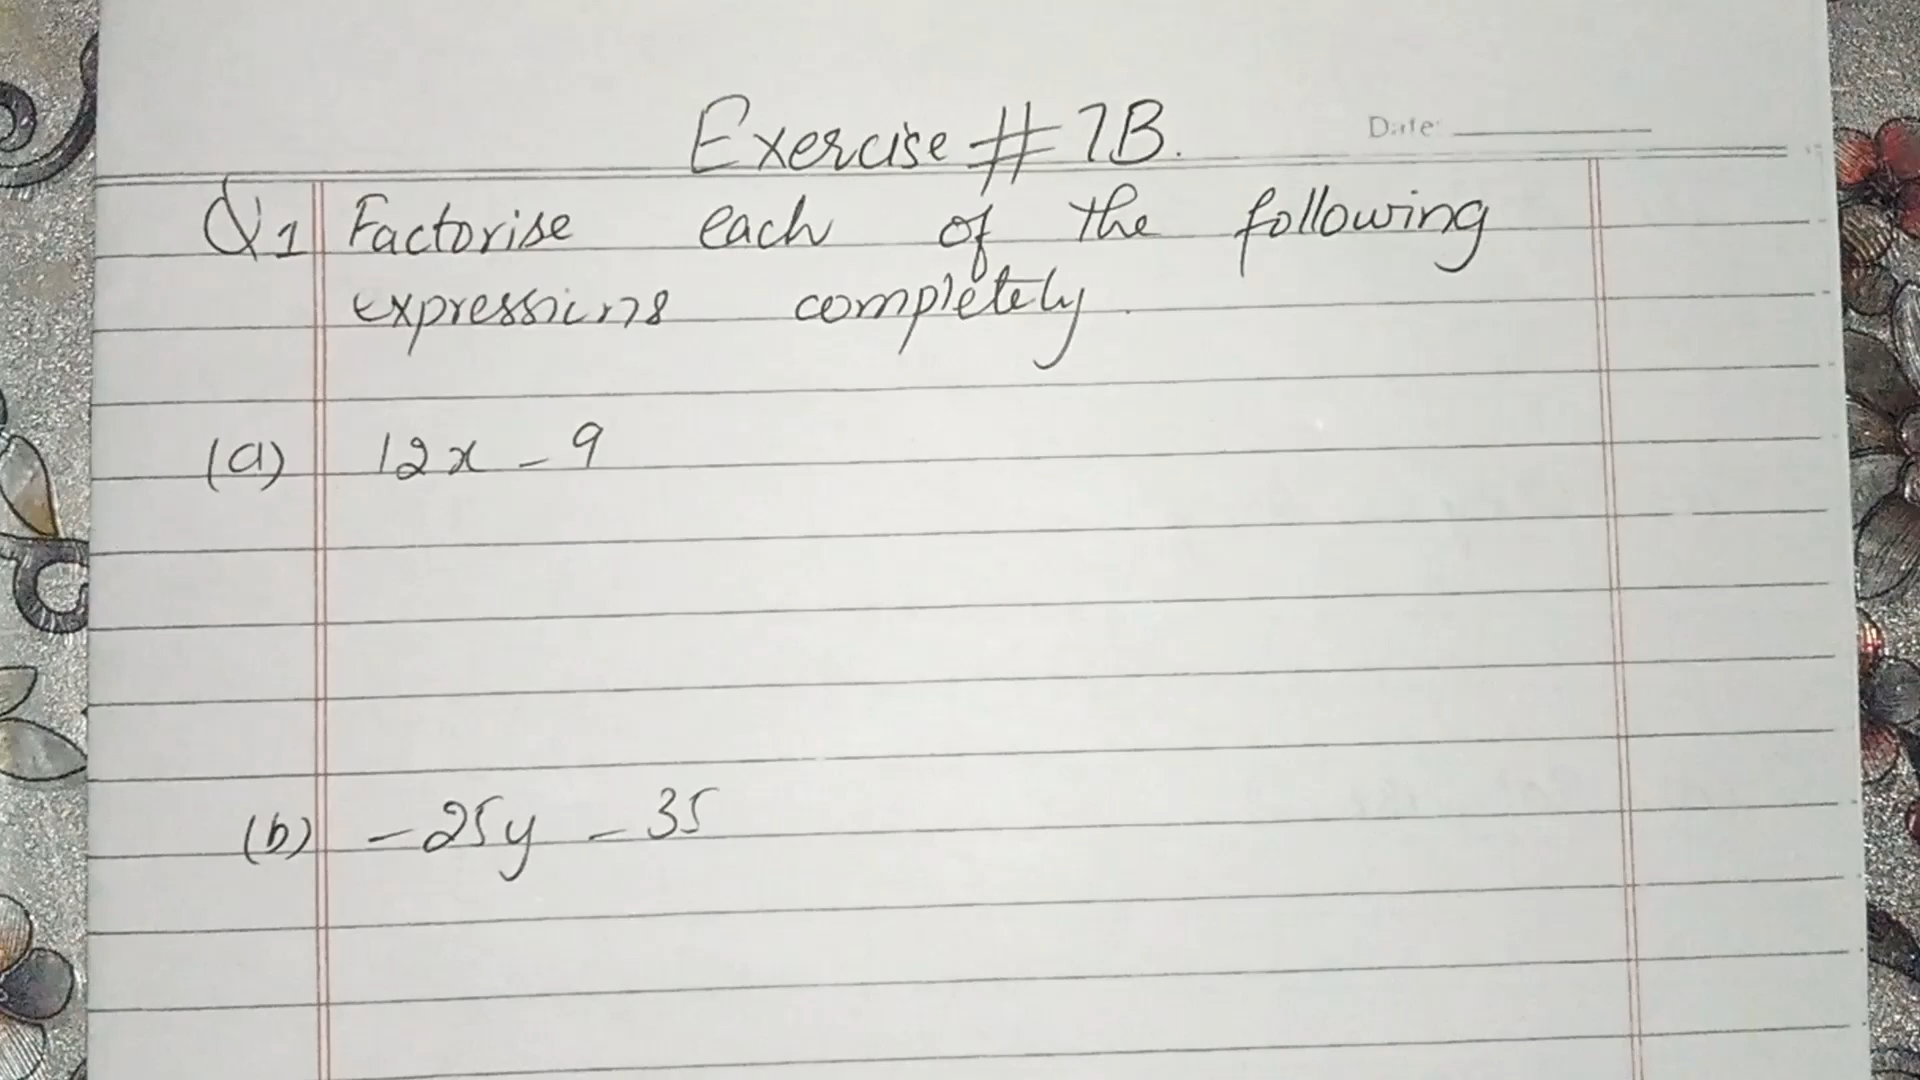 Exercise # 7B.
Date:
Q1 Factorise each of the following
expressions completely.
(a) 12x - 9
(b) - 25y - 35